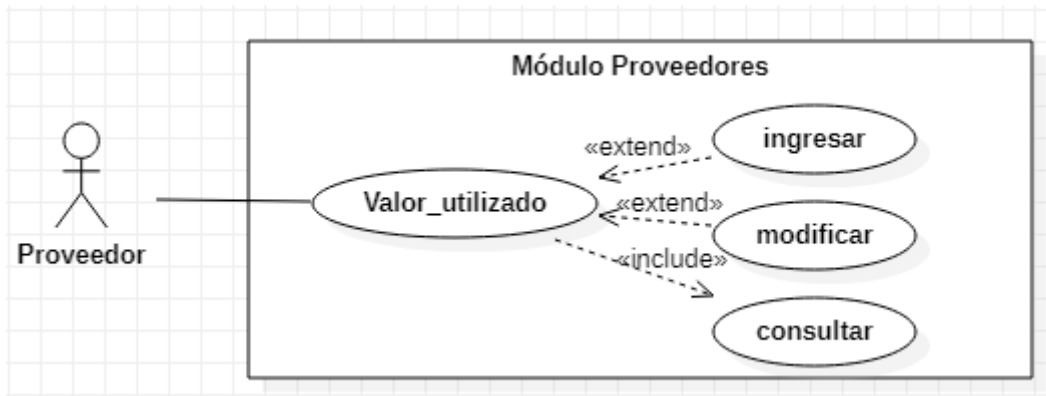 Módulo Proveedores
ingresar
«extend»
Valor_utilizado
«extend»
modificar
Proveedor
«include»
consultar